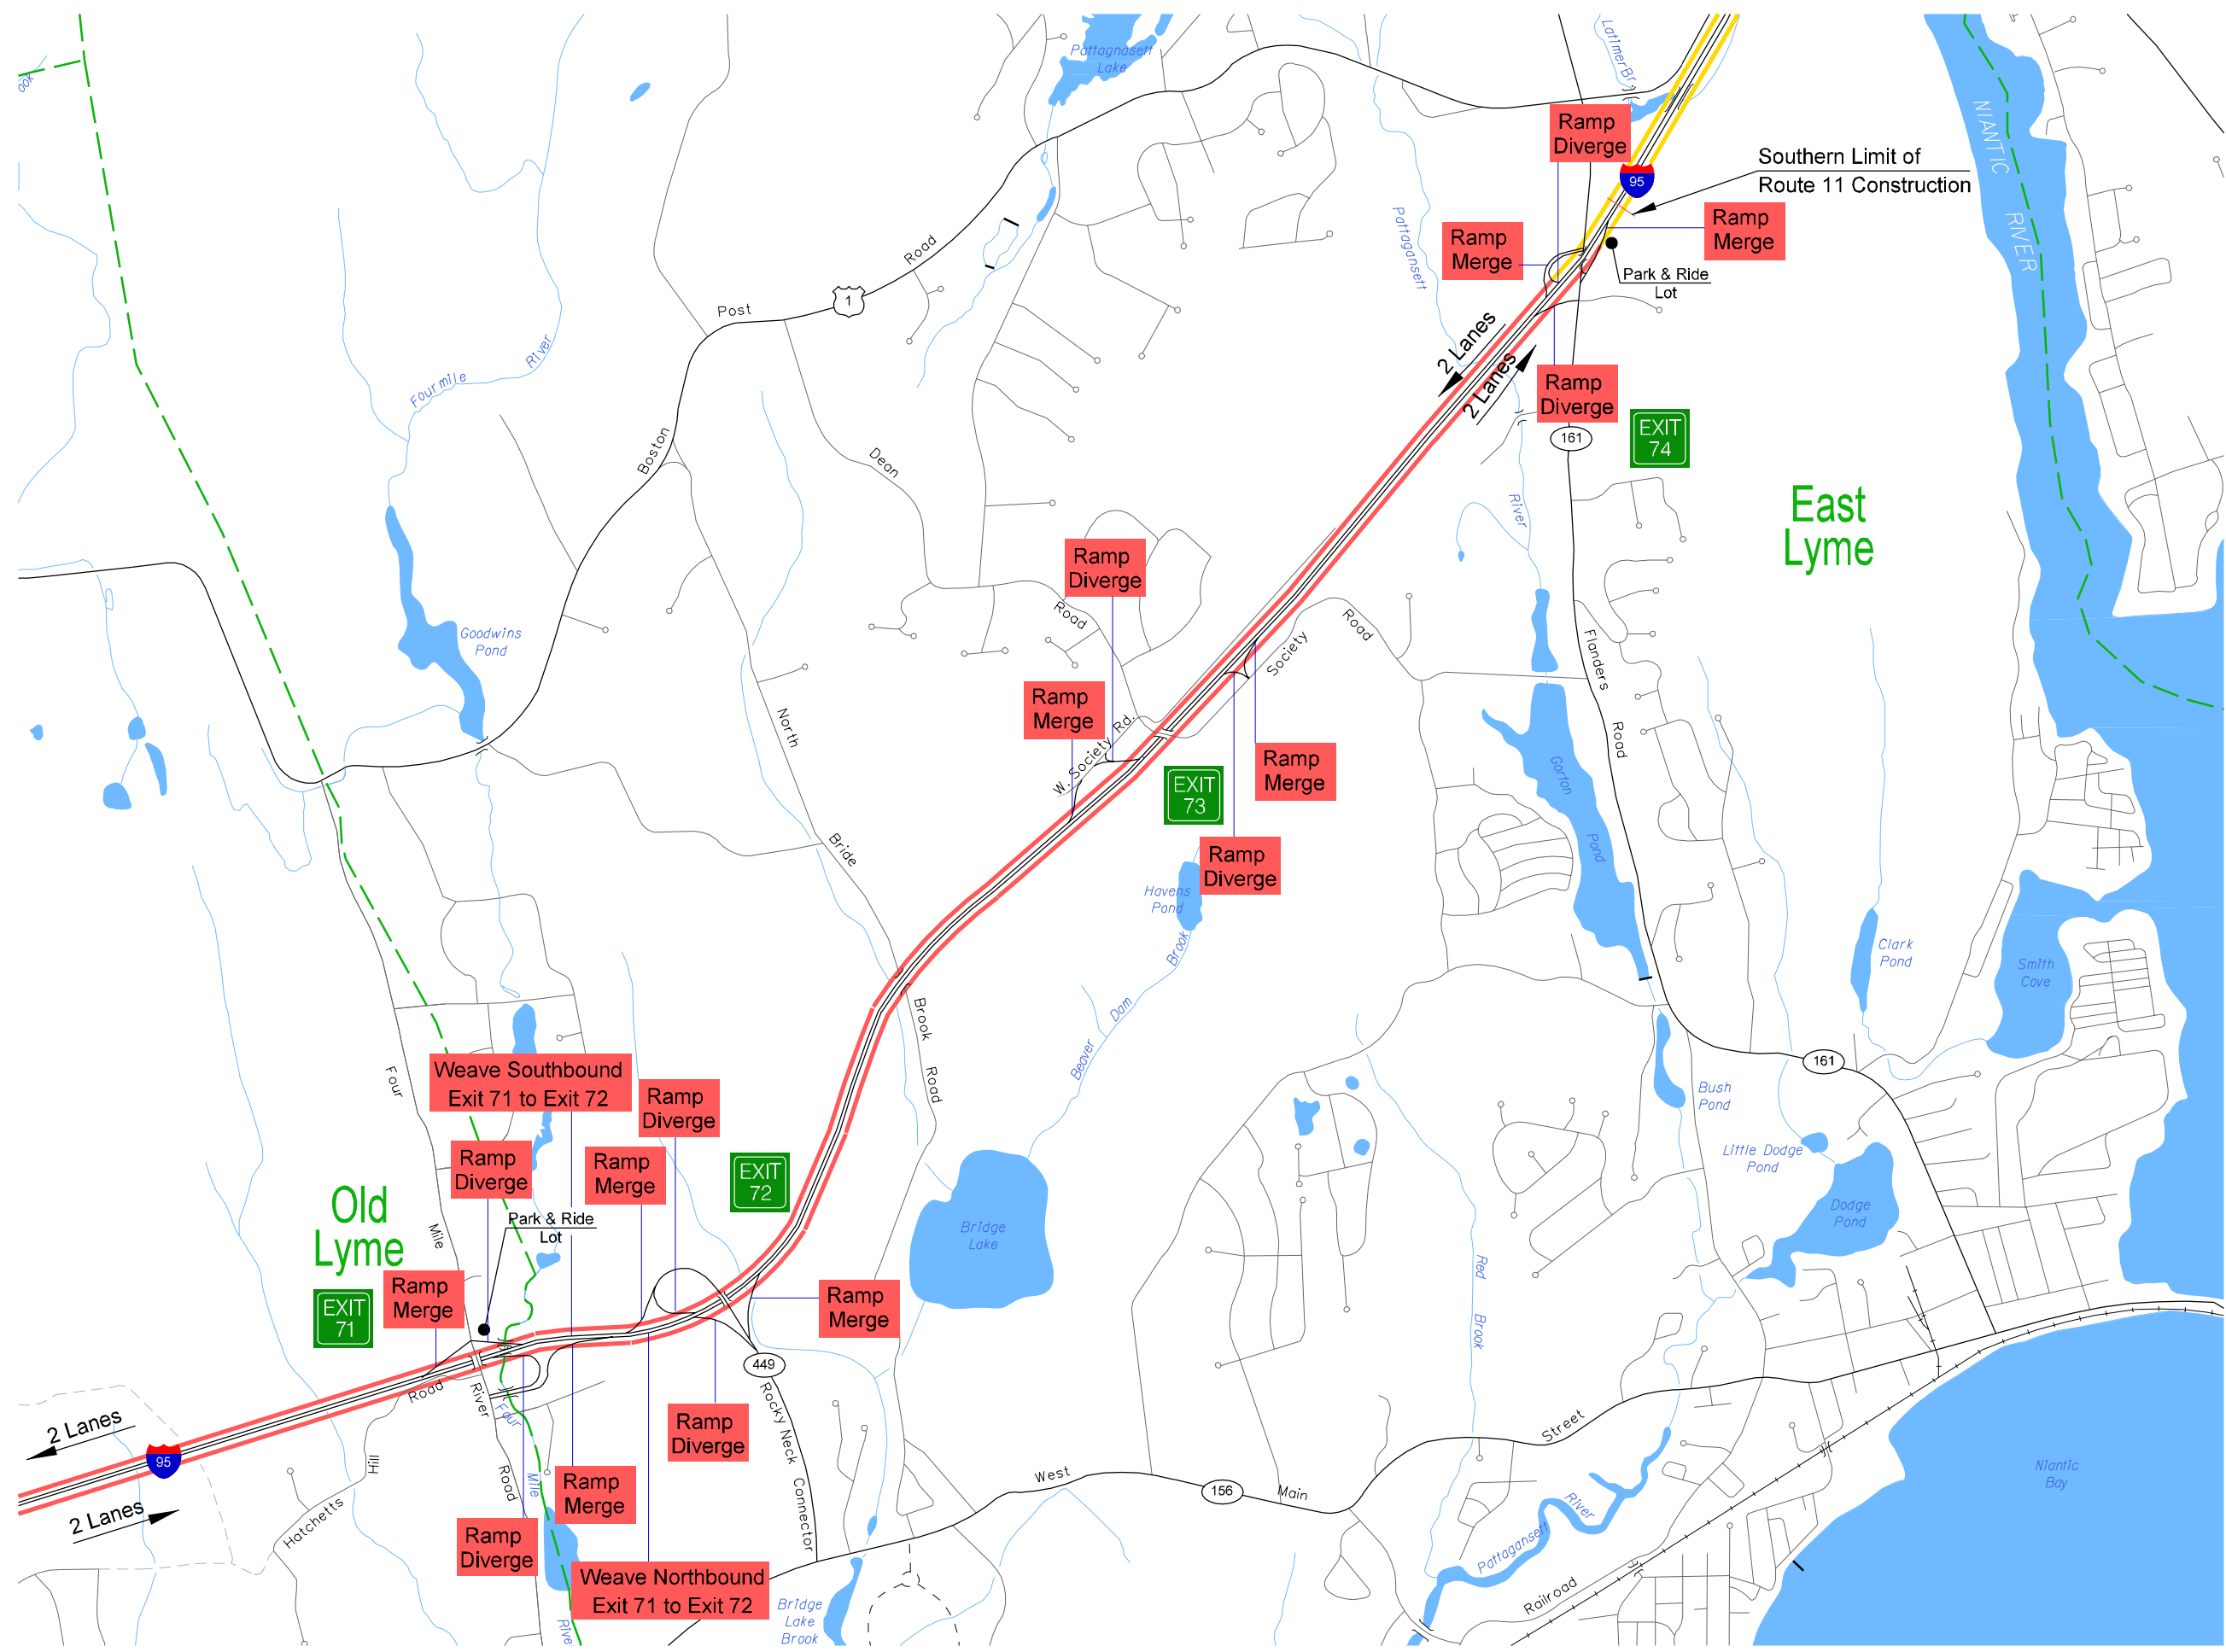 ook
Pattagnasett
Lake
LatimerBr.
Ramp
Diverge
95
Southern Limit of
Route 11 Construction
NIANTIC
RIVER
Ramp
Merge
Ramp
Merge
Park & Ride
Lot
Pattagansett
Road
1
Post
2 Lanes
2 Lanes
Fourmile
River
Ramp
Diverge
161
EXIT
74
Boston
Dean
River
East
Lyme
Ramp
Diverge
Road
Goodwins
Pond
Society
Road
Flanders
Road
Ramp
Merge
W. Society Rd.
North
EXIT
73
Ramp
Merge
Gorton
Pond
Bride
Ramp
Diverge
Havens
Pond
Brook
Dam
Beaver
Clark
Pond
Smith
Cove
Brook
Road
161
Four
Weave Southbound
Exit 71 to Exit 72
Ramp
Diverge
Bush
Pond
Ramp
Diverge
Ramp
Merge
EXIT
72
Little Dodge
Pond
Old
Lyme
Mile
Park & Ride
Lot
Bridge
Lake
Dodge
Pond
Ramp
Merge
EXIT
71
Ramp
Merge
Red
Brook
449
Road
River
Four
Rocky Neck Connector
Ramp
Diverge
2 Lanes
95
2 Lanes
Hill
Hatchetts
Road
Mile
Ramp
Merge
Ramp
Diverge
West
156
Main
Street
Niantic
Bay
Pattagansett
River
Weave Northbound
Exit 71 to Exit 72
Bridge
Lake
Brook
Railroad
River